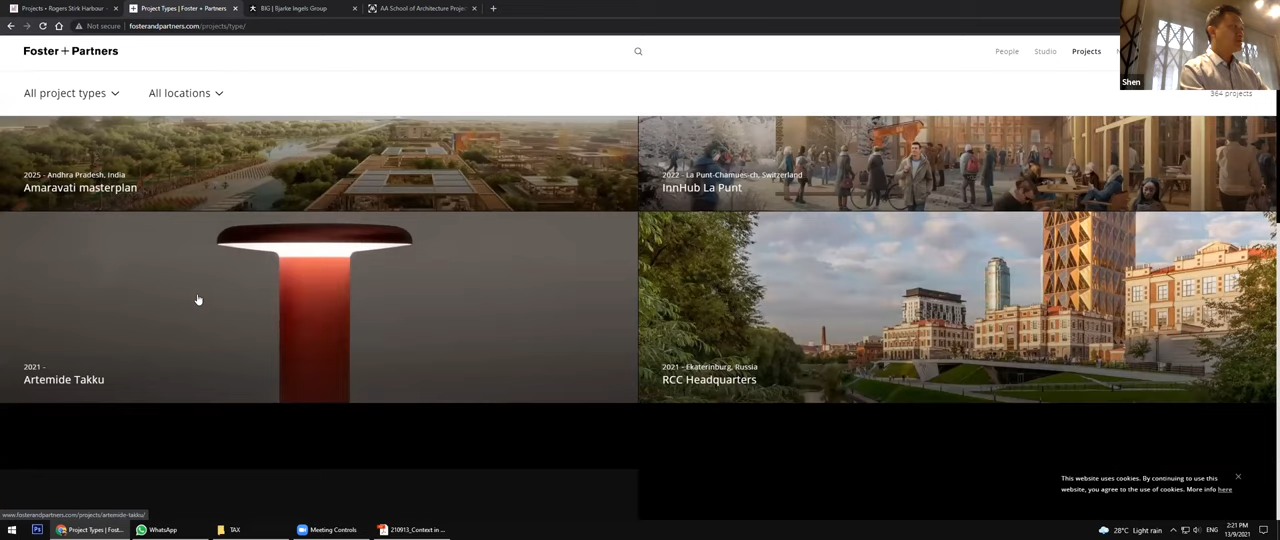 Projects • Rogers Stirk Harbour
Project Types | Foster + Partners
BIG | Bjarke Ingels Group
AA School of Architecture Proje
Not secure
fosterandpartners.com/projects/type/
Foster + Partners
People
Studio
Projects
Shen
All project types
All locations
364 projects
2025 - Andhra Pradesh, India
Amaravati masterplan
2022 - La Punt-Chamues-ch, Switzerland
InnHub La Punt
2021 -
Artemide Takku
2021 - Ekaterinburg, Russia
RCC Headquarters
This website uses cookies. By continuing to use this
website, you agree to the use of cookies. More info here
www.fosterandpartners.com/projects/artemide-takku/
Project Types | Fost...
WhatsApp
TAX
Meeting Controls
210913_Context in ...
28°C Light rain
ENG
2:21 PM
13/9/2021